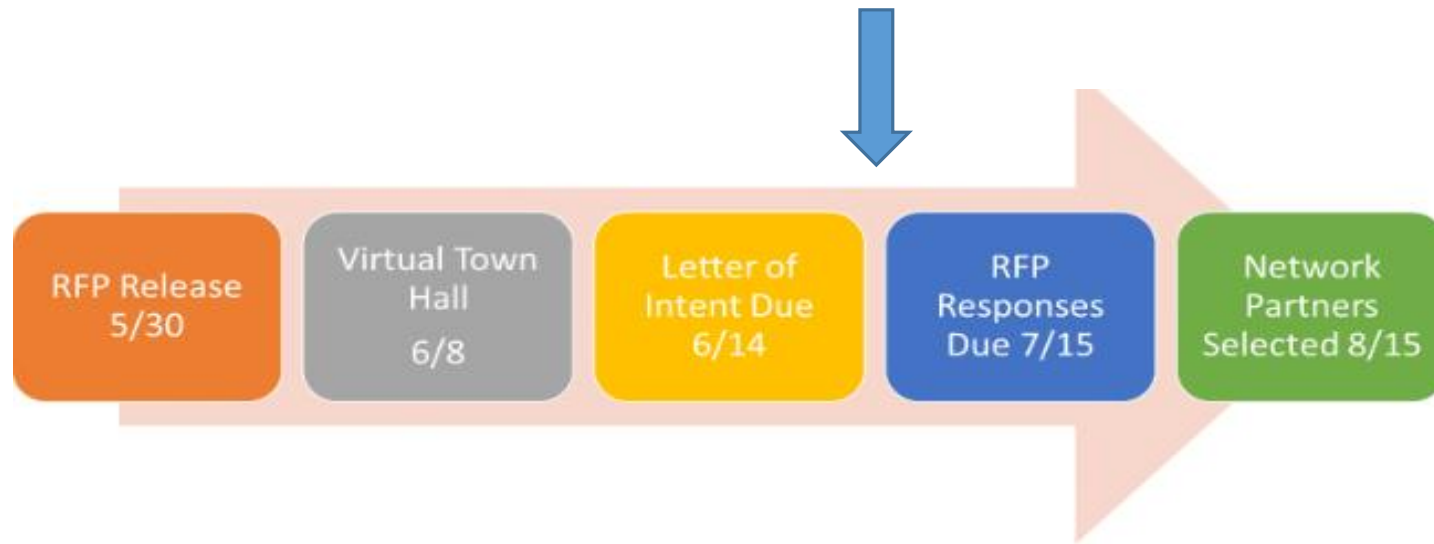 RFP Release
5/30
Virtual Town
Hall
6/8
Letter of
Intent Due
6/14
RFP
Responses
Due 7/15
Network
Partners
Selected 8/15